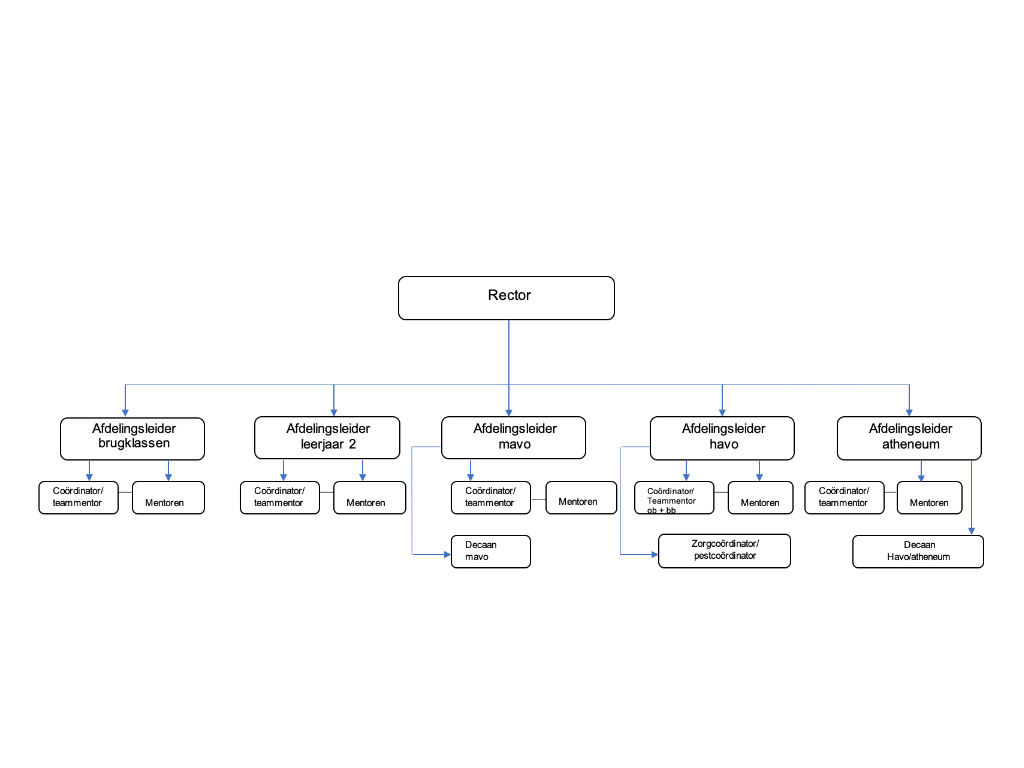 Rector
Afdelingsleider
brugklassen
Afdelingsleider
leerjaar 2
Afdelingsleider
mavo
Afdelingsleider
havo
Afdelingsleider
atheneum
Coördinator/
teammentor
Mentoren
Coördinator/
teammentor
Mentoren
Coördinator/
teammentor
Mentoren
Coördinator/
Teammentor
ob + bb
Mentoren
Coördinator/
teammentor
Mentoren
Decaan
mavo
Zorgcoördinator/
pestcoördinator
Decaan
Havo/atheneum